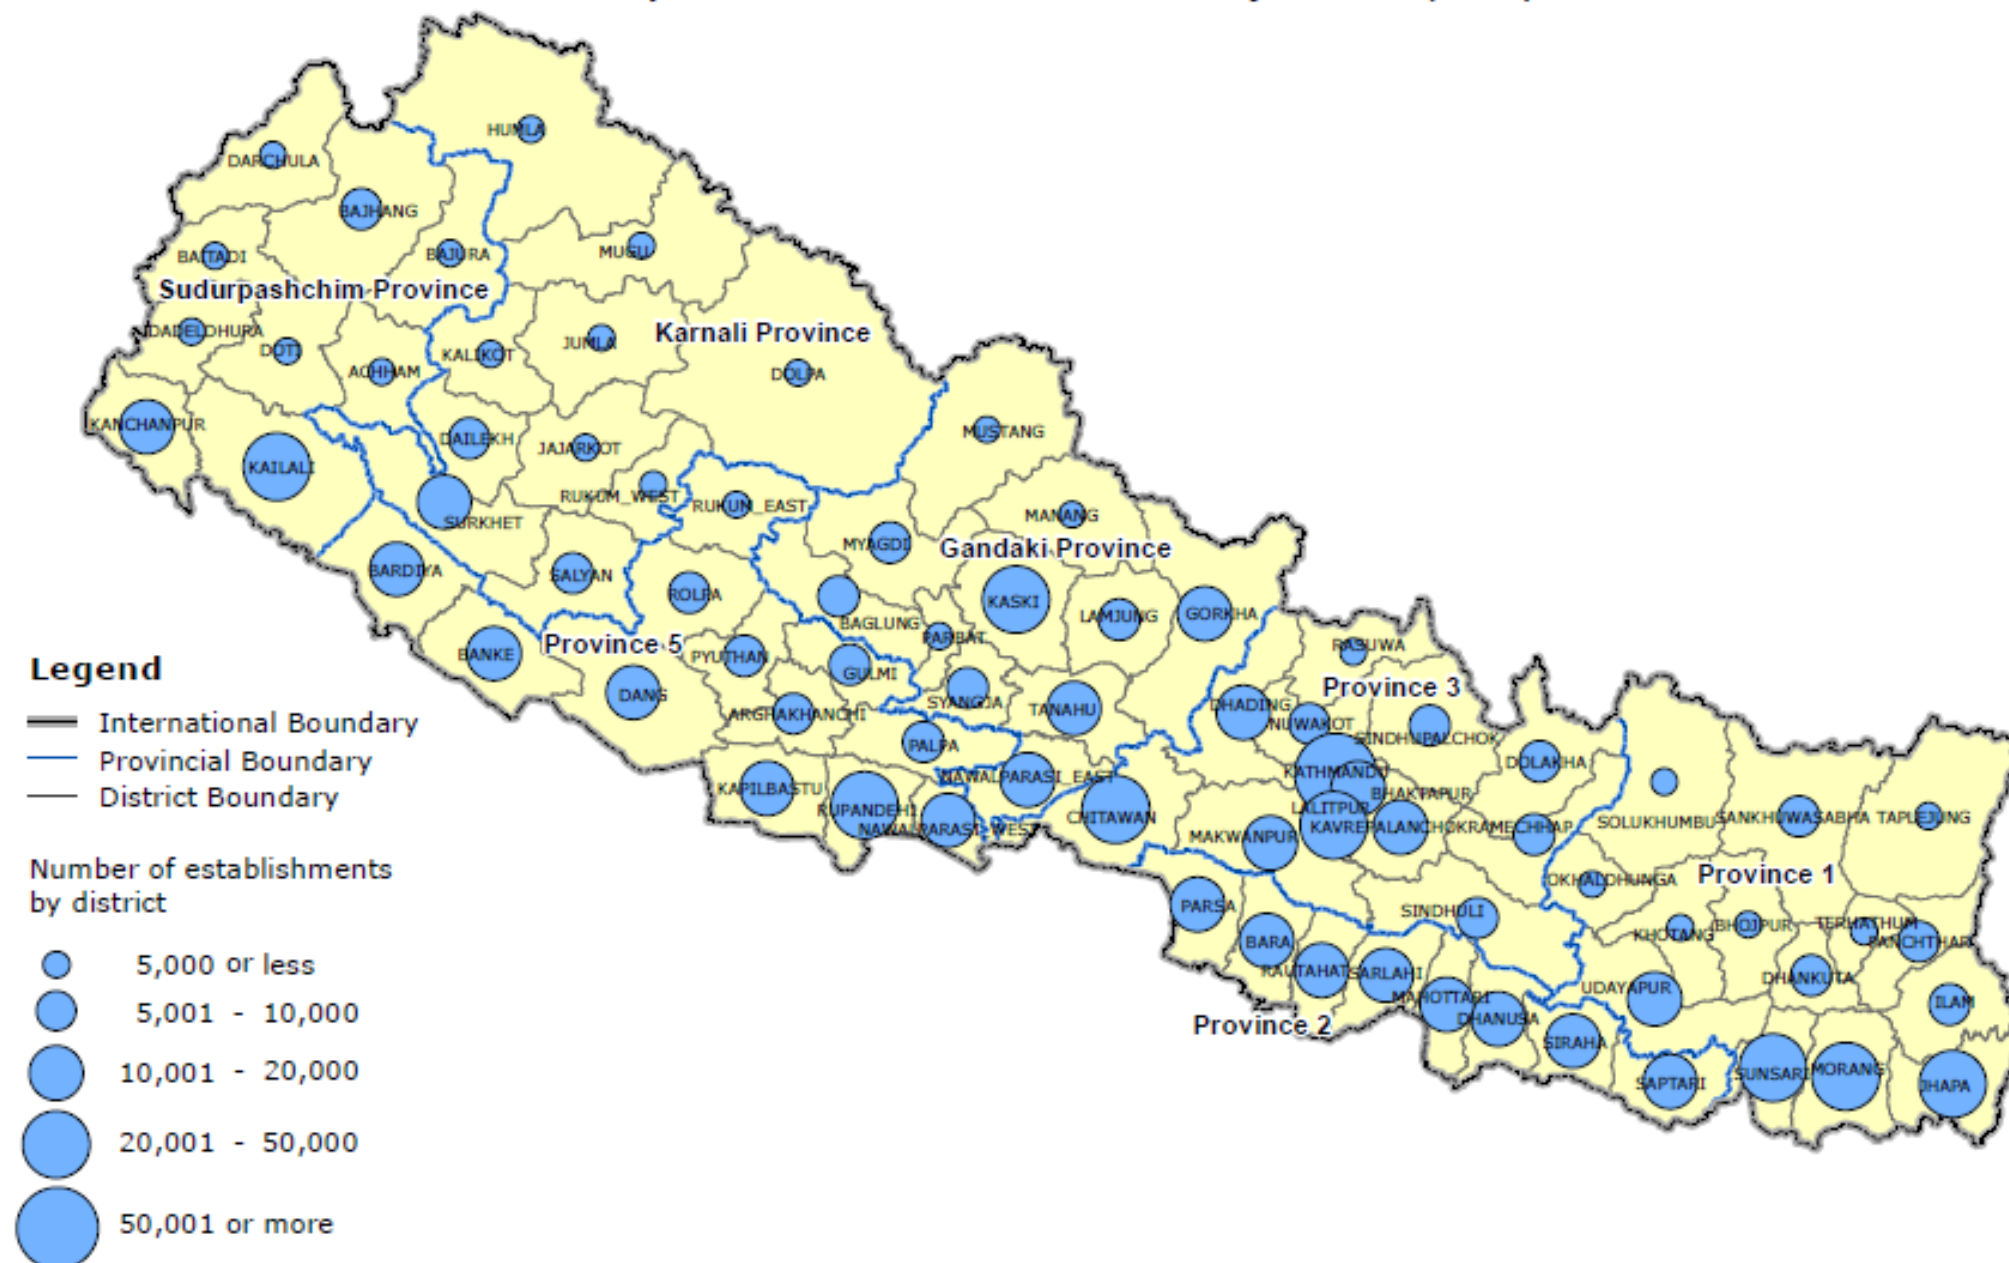 HUMLA
DARCHULA
BAJHANG
BAITADI
BAJURA
MUGU
Sudurpashchim Province
DADELDHURA
DOTI
ACHHAM
KALIKOT
JUMLA
Karnali Province
DOLPA
KANCHANPUR
KAILALI
DAILEKH
JAJARKOT
MUSTANG
RUKUM_WEST
RUKUM_EAST
SURKHET
MANANG
MYAGDI
Gandaki Province
BARDIYA
SALYAN
ROLPA
KASKI
LAMJUNG
GORKHA
BAGLUNG
PARBAT
BANKE
Province 5
PYUTHAN
GULMI
RASUWA
DANG
ARGHAKHANCHI
SYANGJA
TANAHU
DHADING
Province 3
NUWAKOT
SINDHUPALCHOK
PALPA
DOLAKHA
KATHMANDU
NAWALPARASI_EAST
KAPILBASTU
RUPANDEHI
NAWALPARASI_WEST
CHITAWAN
BHAKTAPUR
LALITPUR
KAVREPALANCHOK
RAMECHHAP
MAKWANPUR
SOLUKHUMBU
SANKHUWASABHA
TAPLEJUNG
OKHALDHUNGA
Province 1
PARSA
SINDHULI
KHOTANG
BHOJPUR
TERHATHUM
PANCHTHAR
BARA
RAUTAHAT
SARLAHI
MAHOTTARI
DHANUSA
UDAYAPUR
DHANKUTA
ILAM
Province 2
SIRAHA
SAPTARI
SUNSARI
MORANG
JHAPA
Legend
International Boundary
Provincial Boundary
District Boundary
Number of establishments
by district
5,000 or less
5,001 - 10,000
10,001 - 20,000
20,001 - 50,000
50,001 or more